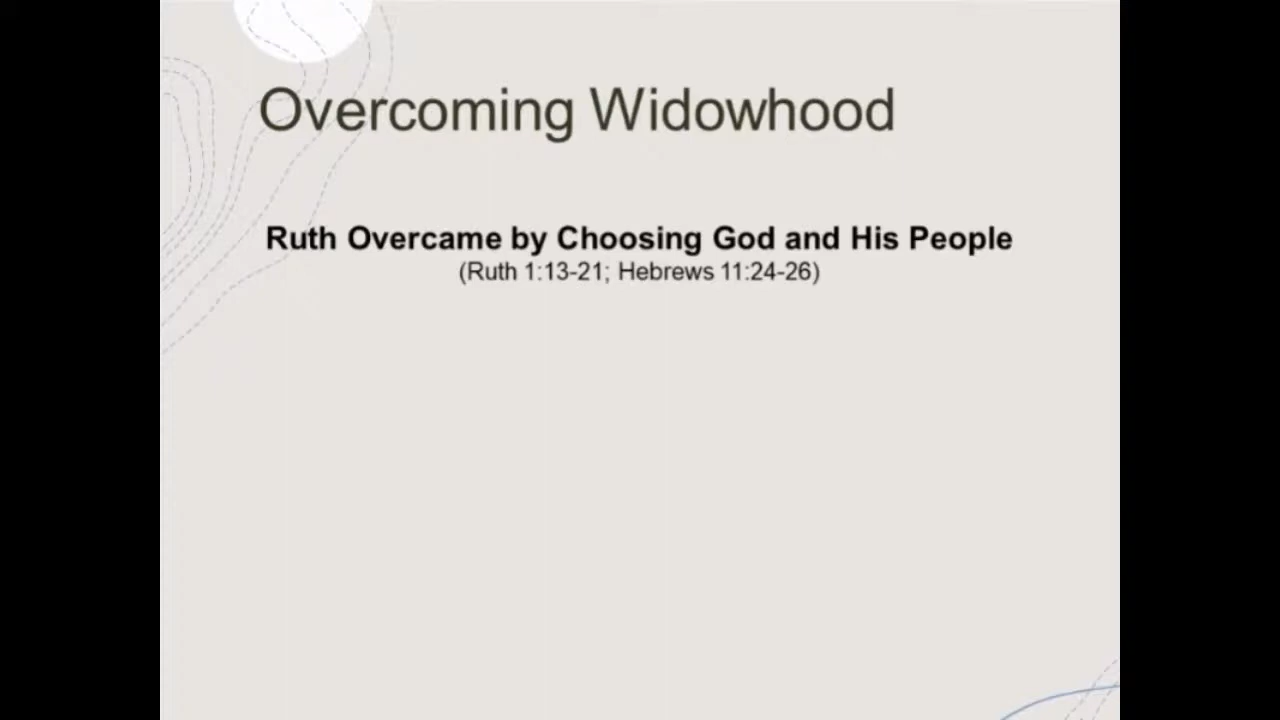 Overcoming Widowhood
Ruth Overcame by Choosing God and His People
(Ruth 1:13-21; Hebrews 11:24-26)